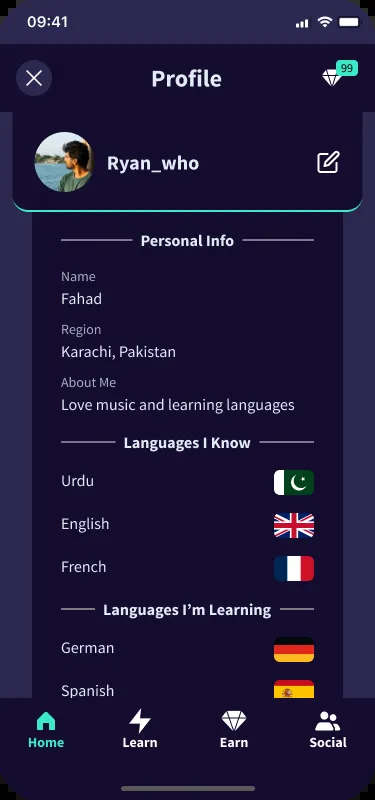 09:41
Profile
99
Ryan_who
Personal Info
Name
Fahad
Region
Karachi, Pakistan
About Me
Love music and learning languages
Languages I Know
Urdu
English
French
Languages I’m Learning
German
Spanish
Home
Learn
Earn
Social